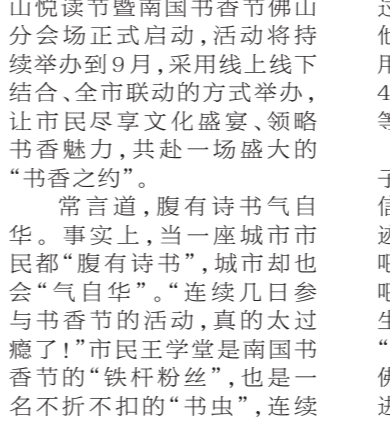 山悦读节暨南国书香节佛山
分会场正式启动,活动将持
续举办到9月,采用线上线下
结合、全市联动的方式举办,
让市民尽享文化盛宴、领略
书香魅力,共赴一场盛大的
“书香之约”。
常言道,腹有诗书气自
华。事实上,当一座城市市
民都“腹有诗书”,城市却也
会“气自华”。“连续几日参
与书香节的活动,真的太过
瘾了!”市民王学堂是南国书
香节的“铁杆粉丝”,也是一
名不折不扣的“书虫”,连续